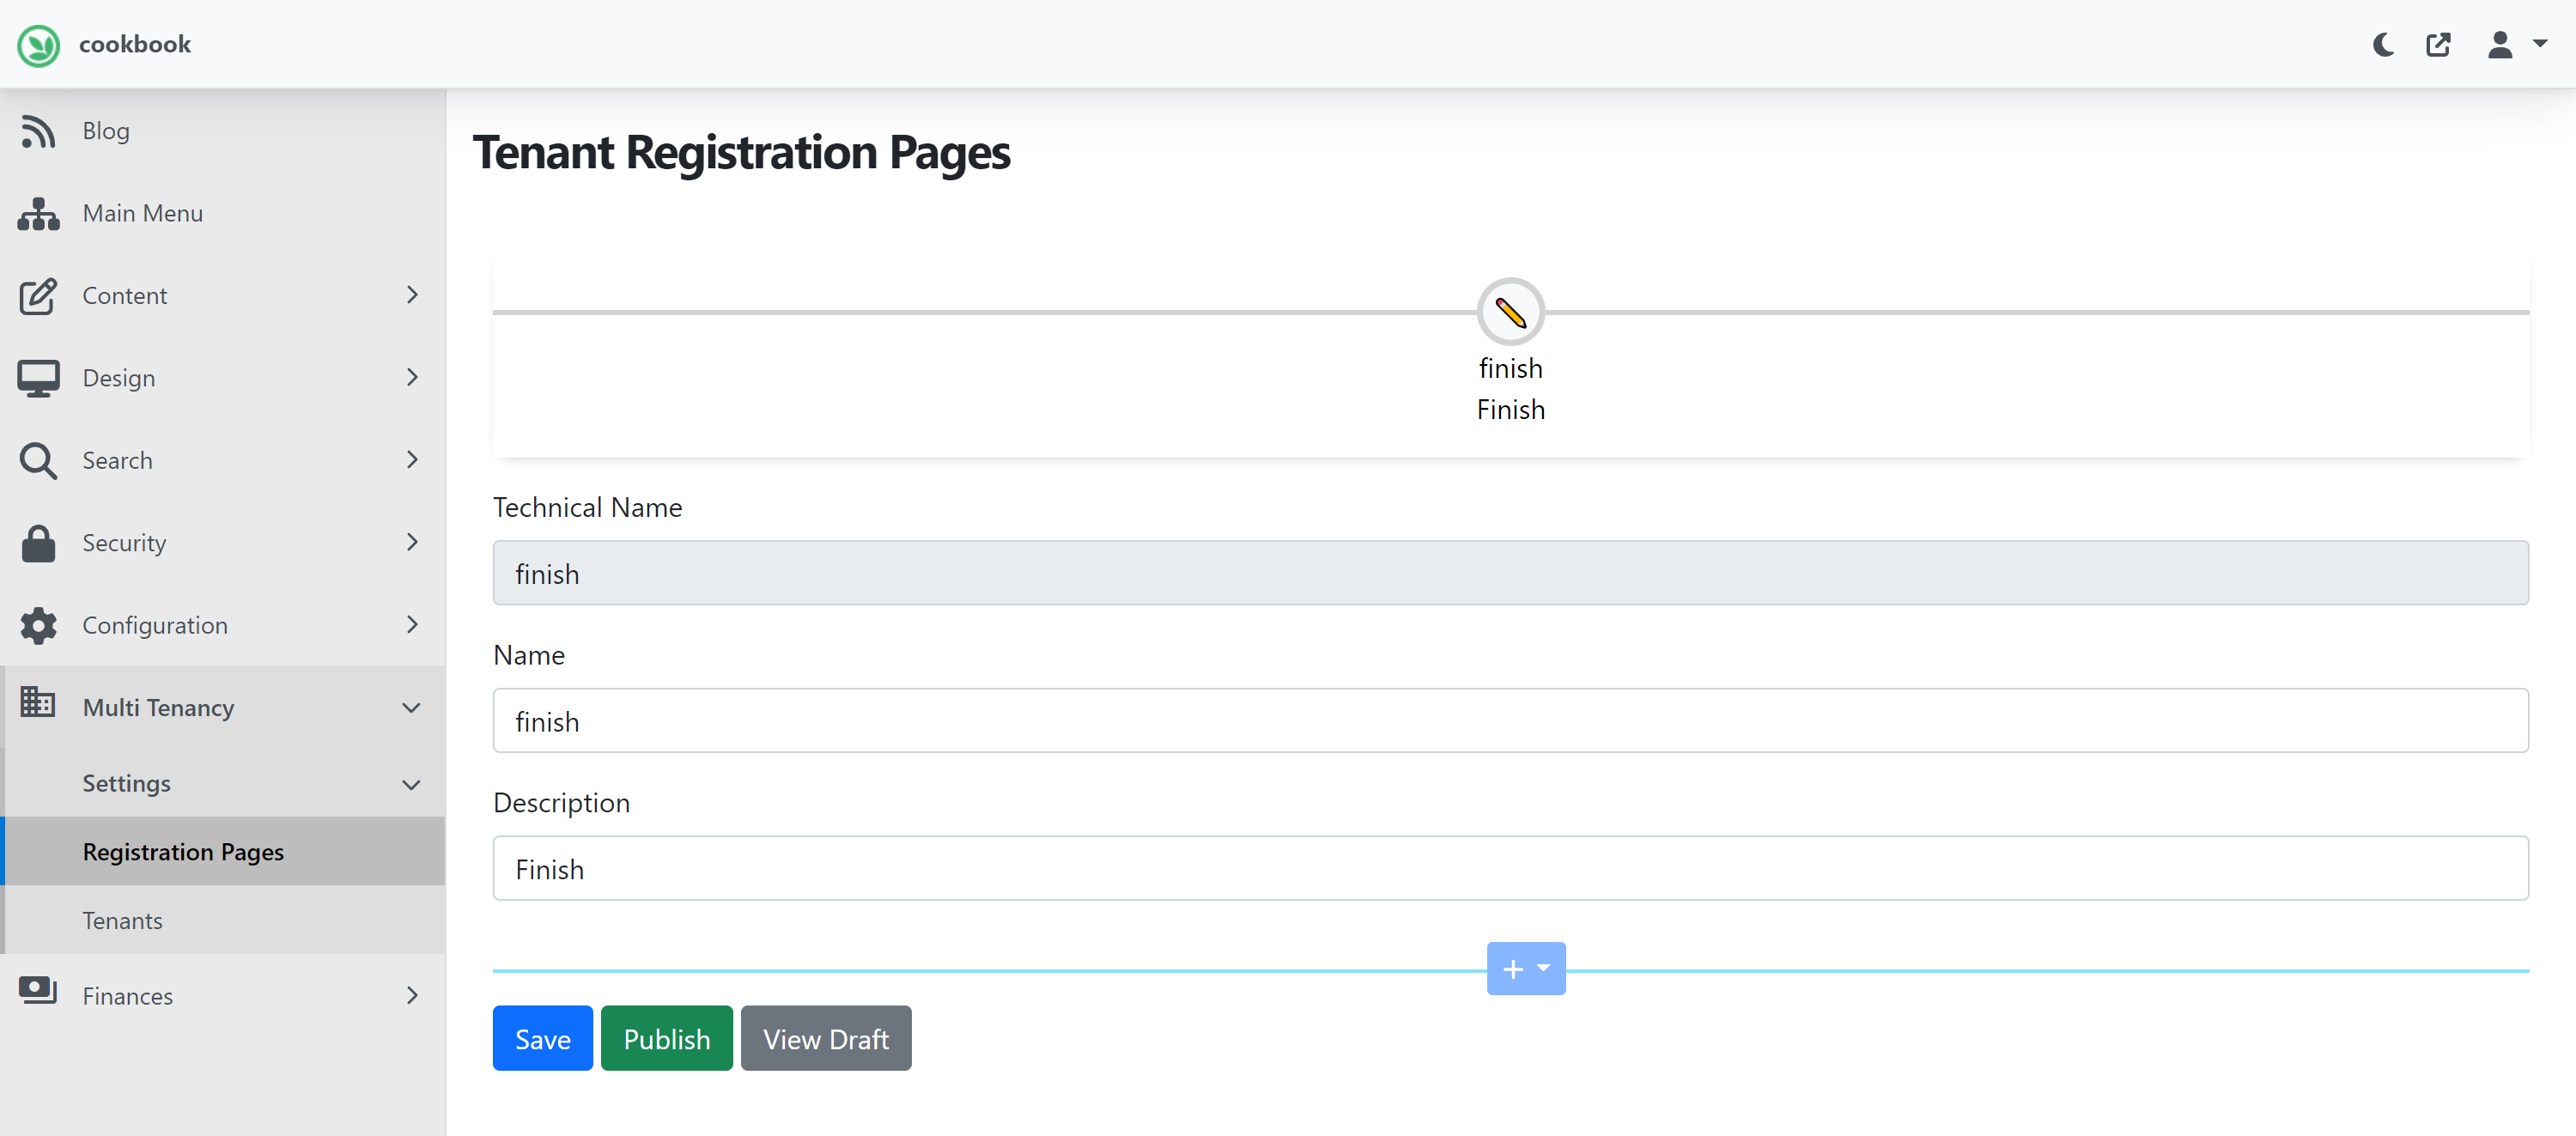 cookbook
Blog
Main Menu
Content
Design
Search
Security
Configuration
Multi Tenancy
Settings
Registration Pages
Tenants
Finances
Tenant Registration Pages
finish
Finish
Technical Name
finish
Name
finish
Description
Finish
Save Publish View Draft